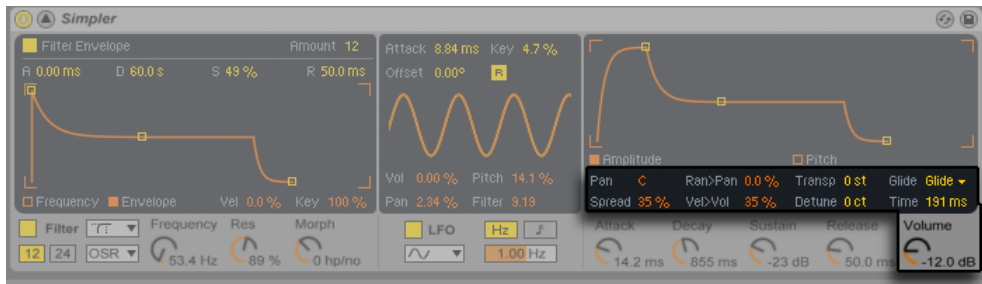 Simpler
Filter Envelope Amount 12
A 0.00 ms D 60.0 s S 49 % R 50.0 ms
Frequency Envelope Vel 0.0 % Key 100 %
Attack 8.84 ms Key 4.7 %
Offset 0.00° R
Vol 0.00 % Pitch 14.1 %
Pan 2.34 % Filter 9.19
Amplitude Pitch
Pan C Ran>Pan 0.0 % Transp 0 st Glide Glide
Spread 35 % Vel>Vol 35 % Detune 0 ct Time 191 ms
Filter Frequency Res Morph
12 24 OSR 53.4 Hz 89 % 0 hp/no
LFO Hz
1.00 Hz
Attack Decay Sustain Release Volume
14.2 ms 855 ms -23 dB 50.0 ms -12.0 dB